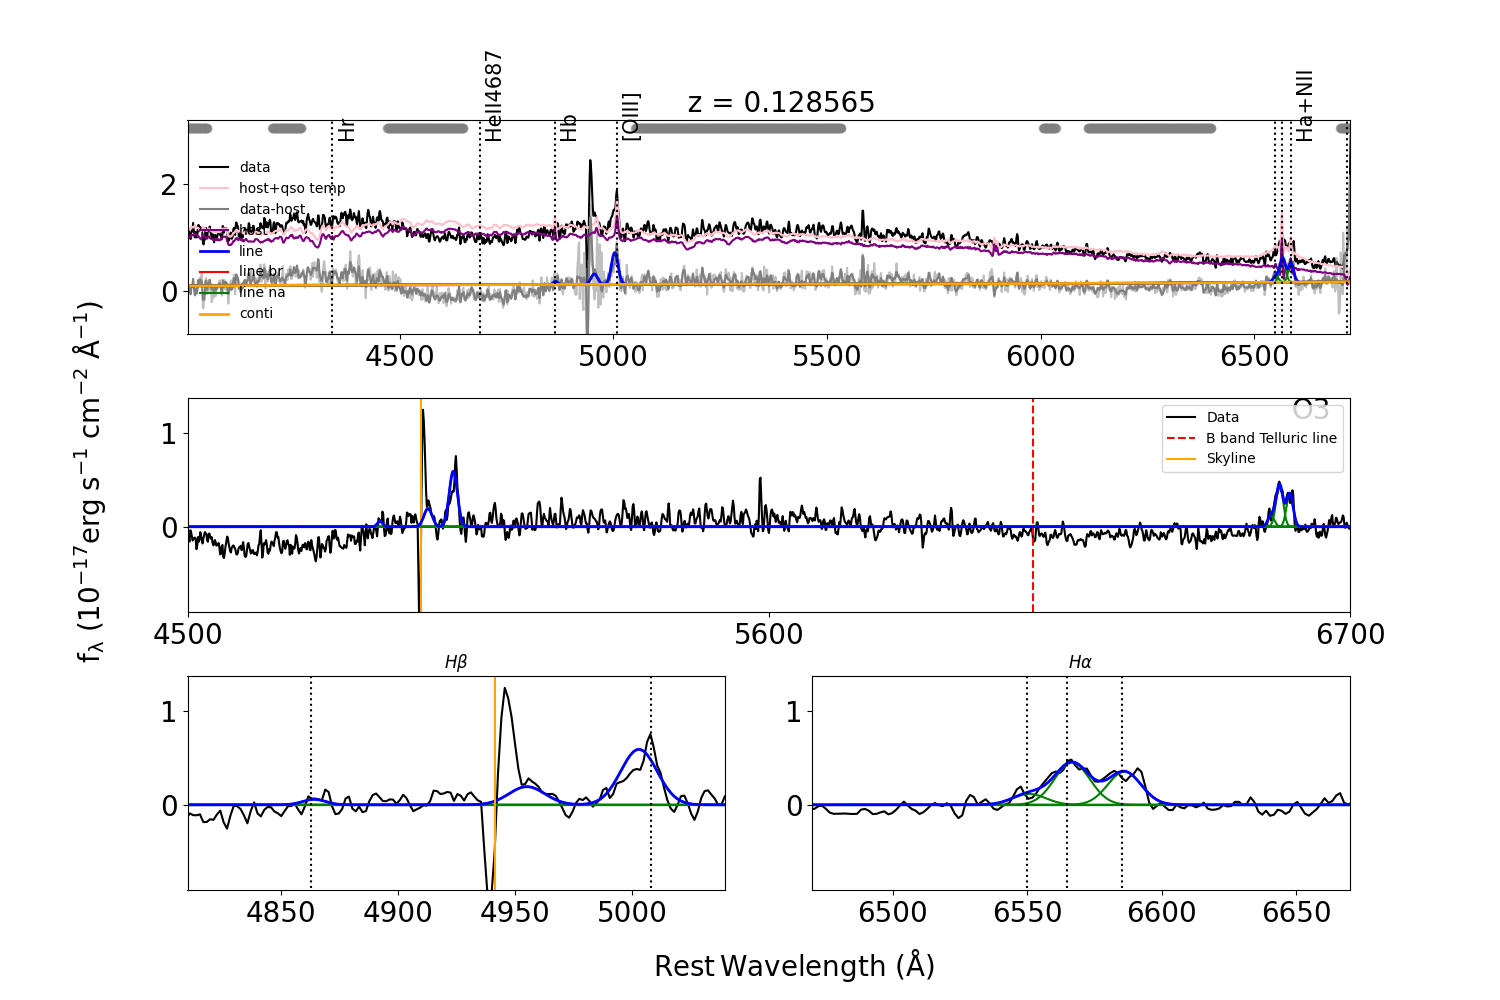 z = 0.128565
Hr
HeII4687
Hb
[OIII]
Ha+NII
data
host+qso temp
data-host
host
line
line br
line na
conti
2
0
4500 5000 5500 6000 6500
O3
Data
B band Telluric line
Skyline
1
0
4500 5600 6700
fλ (10−17erg s−1 cm−2 Å−1)
Hβ
1
0
4850 4900 4950 5000
Hα
1
0
6500 6550 6600 6650
Rest Wavelength (Å)